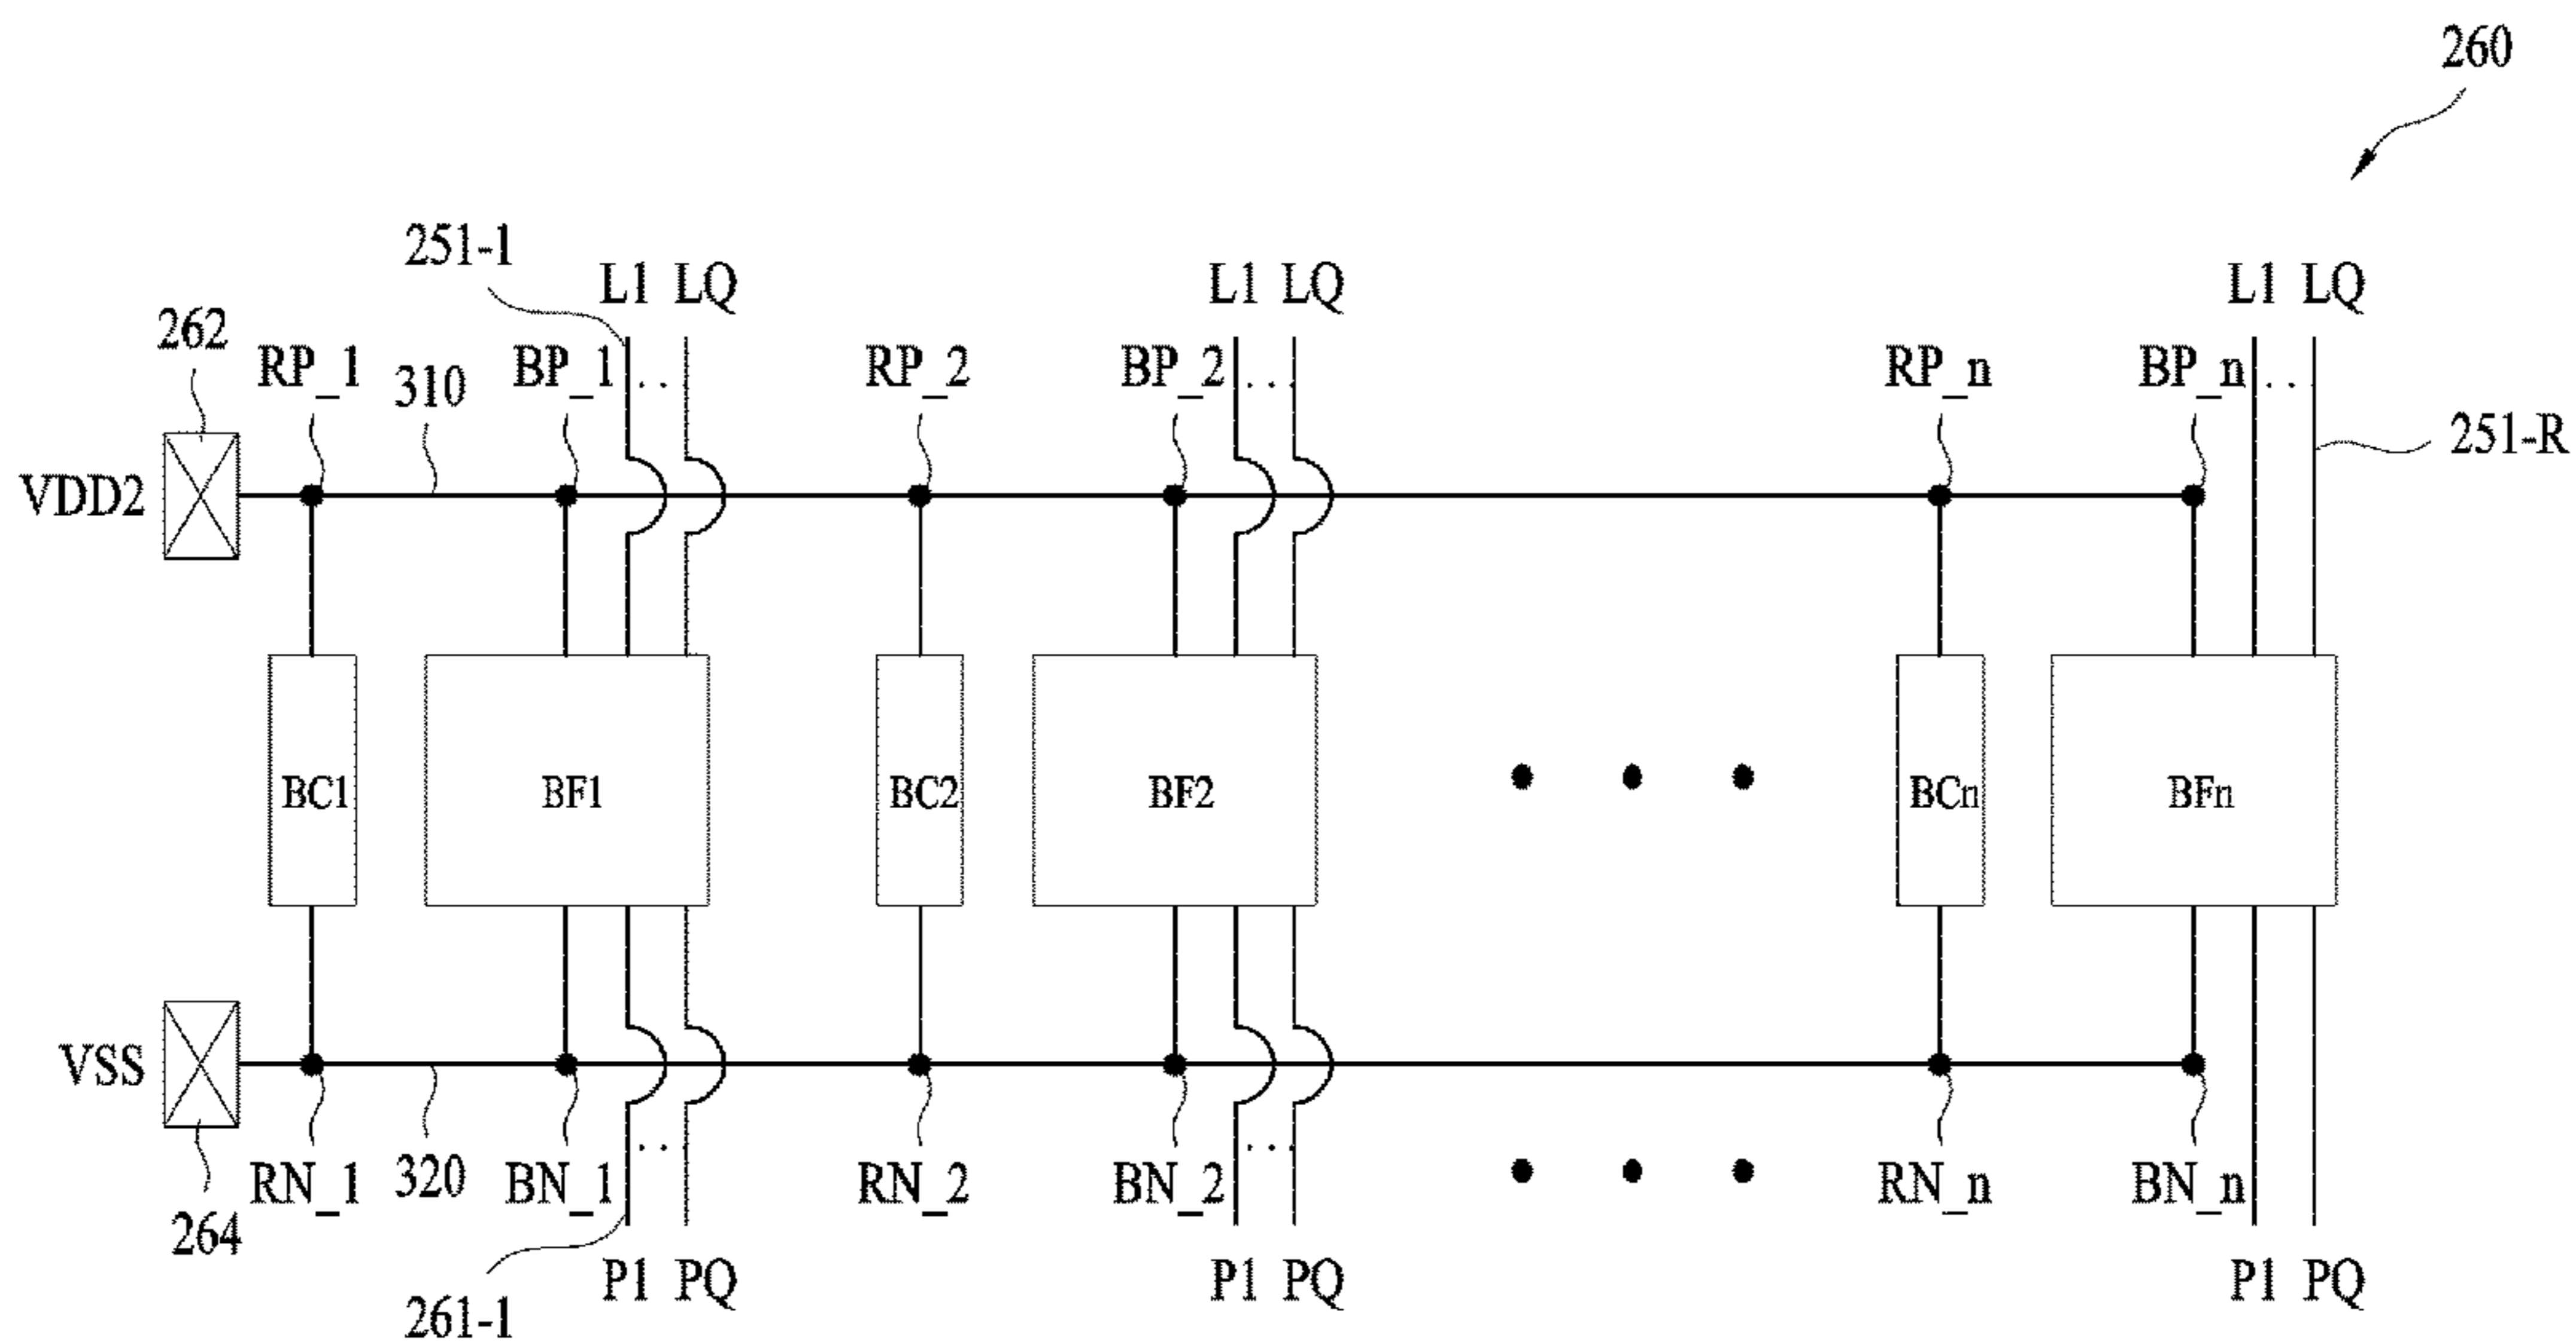 260
251-1
L1 LQ L1 LQ L1 LQ
262
RP_1 310 BP_1 RP_2 BP_2 RP_n BP_n
251-R
VDD2
BC1 BF1 BC2 BF2 BCn BFn
VSS
RN_1 320 BN_1 RN_2 BN_2 RN_n BN_n
264
P1 PQ P1 PQ P1 PQ
261-1